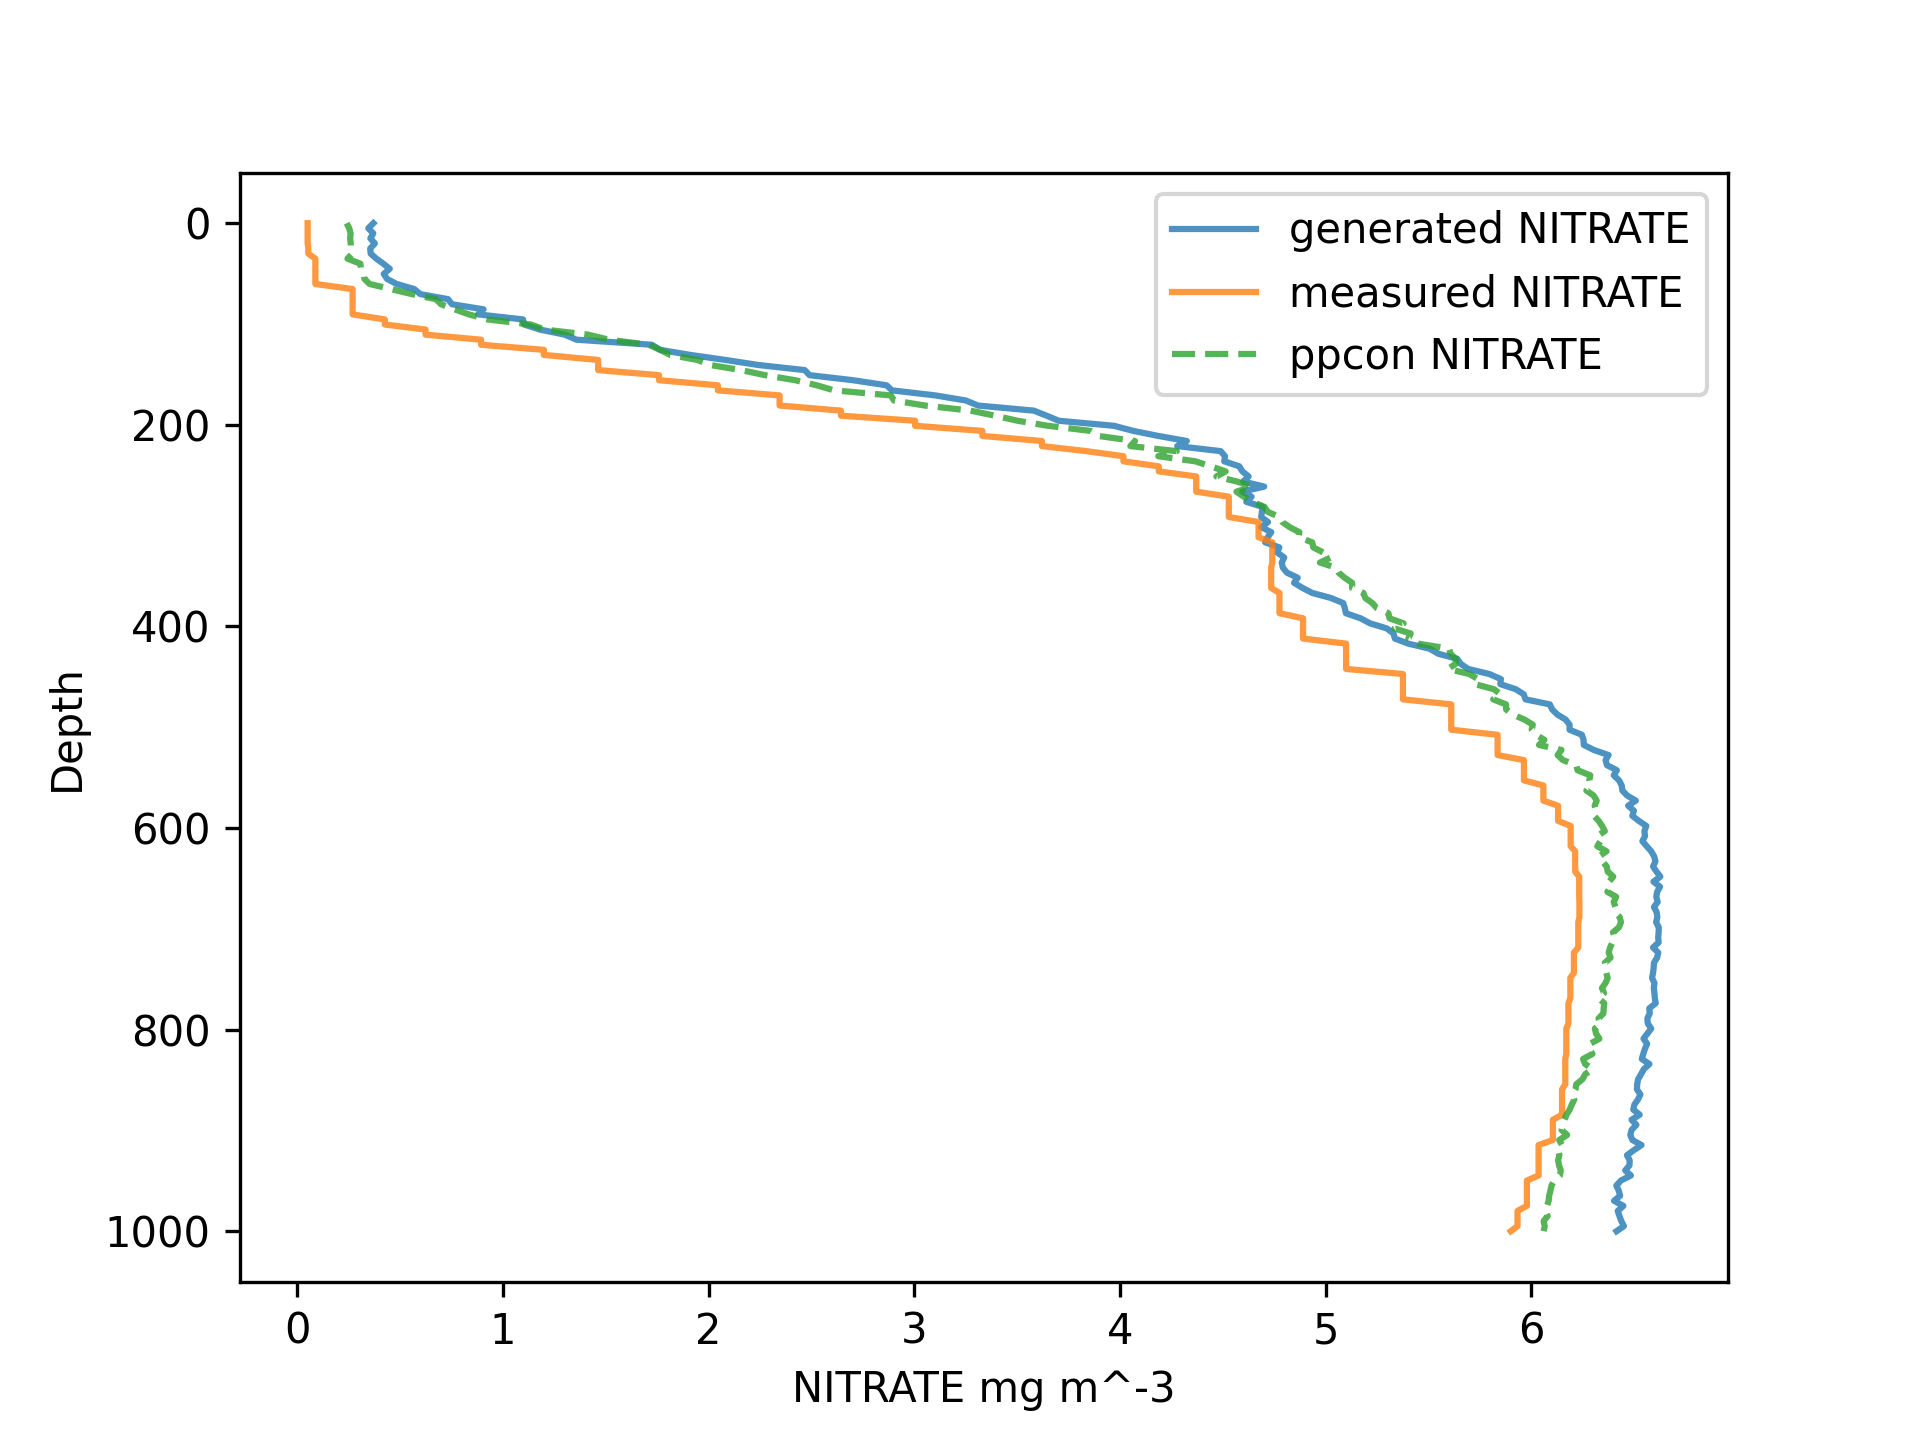 generated NITRATE
measured NITRATE
ppcon NITRATE
0
200
400
600
800
1000
Depth
0 1 2 3 4 5 6
NITRATE mg m^-3